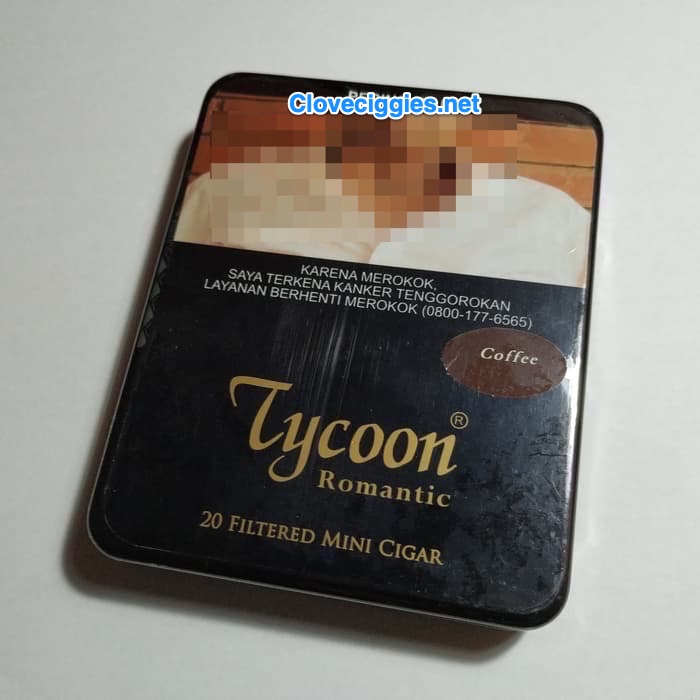 Cloveciggies.net
KARENA MEROKOK,
SAYA TERKENA KANKER TENGGOROKAN
LAYANAN BERHENTI MEROKOK (0800-177-6565)
Coffee
Tycoon®
Romantic
20 FILTERED MINI CIGAR